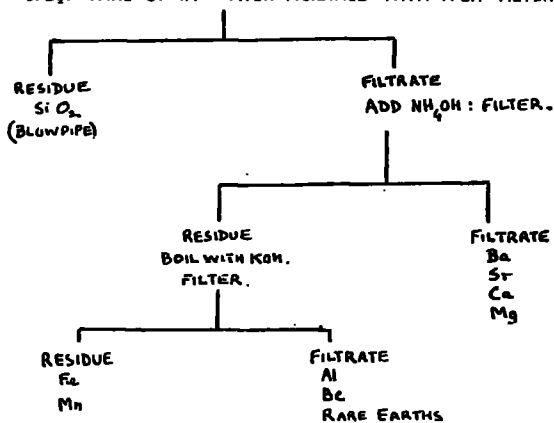 RESIDUE
SiO₂
(BLOWPIPE)
FILTRATE
ADD NH₄OH : FILTER.
RESIDUE
BOIL WITH KOH.
FILTER.
FILTRATE
Ba
Sr
Ca
Mg
RESIDUE
Fe
Mn
FILTRATE
Al
Be
RARE EARTHS